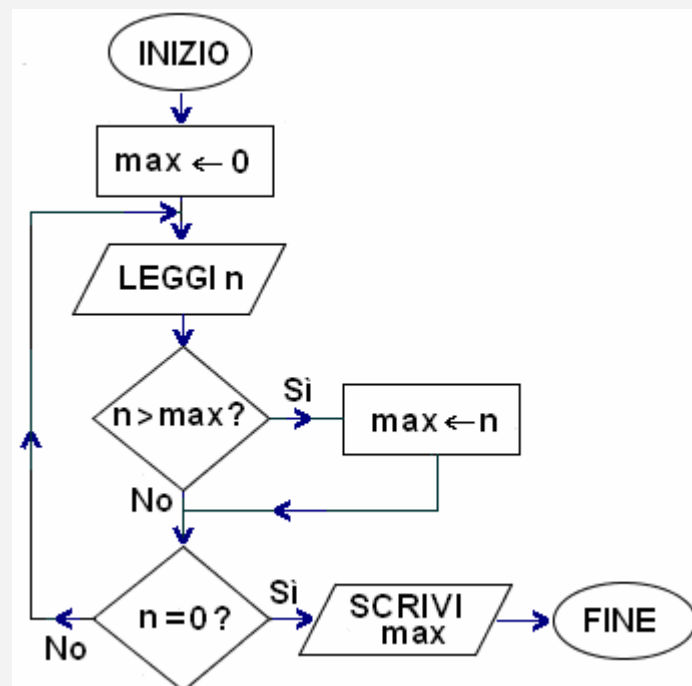 INIZIO
max ← 0
LEGGI n
n>max?
Sì
max ← n
No
n=0?
Sì
SCRIVI
max
FINE
No